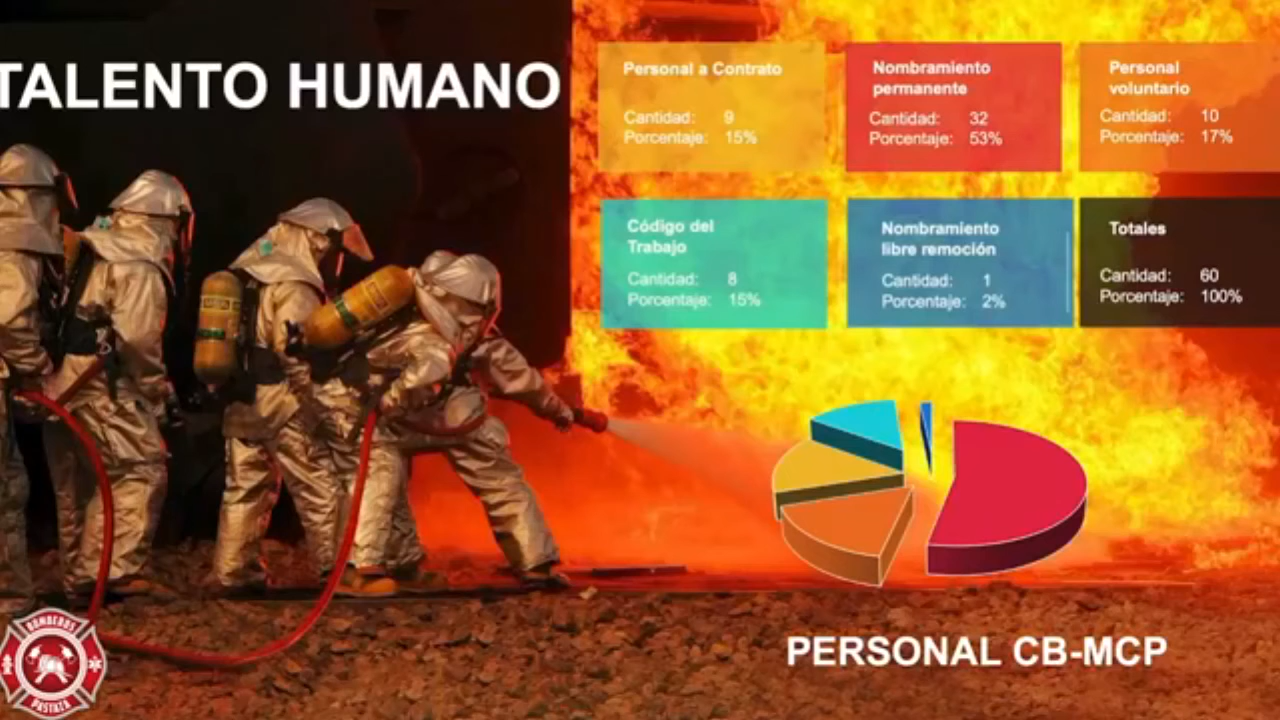 TALENTO HUMANO
Personal a Contrato
Cantidad: 9
Porcentaje: 15%
Nombramiento
permanente
Cantidad: 32
Porcentaje: 53%
Personal
voluntario
Cantidad: 10
Porcentaje: 17%
Código del
Trabajo
Cantidad: 8
Porcentaje: 15%
Nombramiento
libre remoción
Cantidad: 1
Porcentaje: 2%
Totales
Cantidad: 60
Porcentaje: 100%
PERSONAL CB-MCP
BOMBEROS
PASTAZA